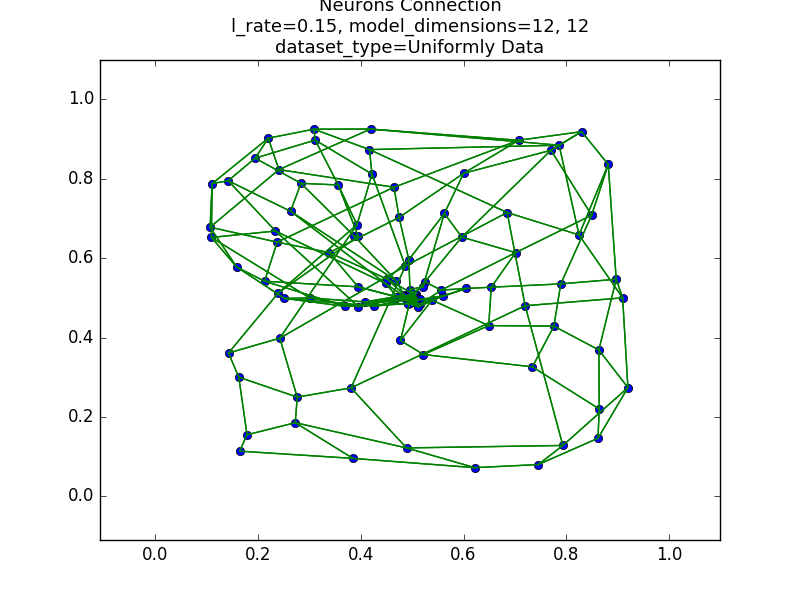 Neurons Connection
l_rate=0.15, model_dimensions=12, 12
dataset_type=Uniformly Data
1.0
0.8
0.6
0.4
0.2
0.0
0.0 0.2 0.4 0.6 0.8 1.0